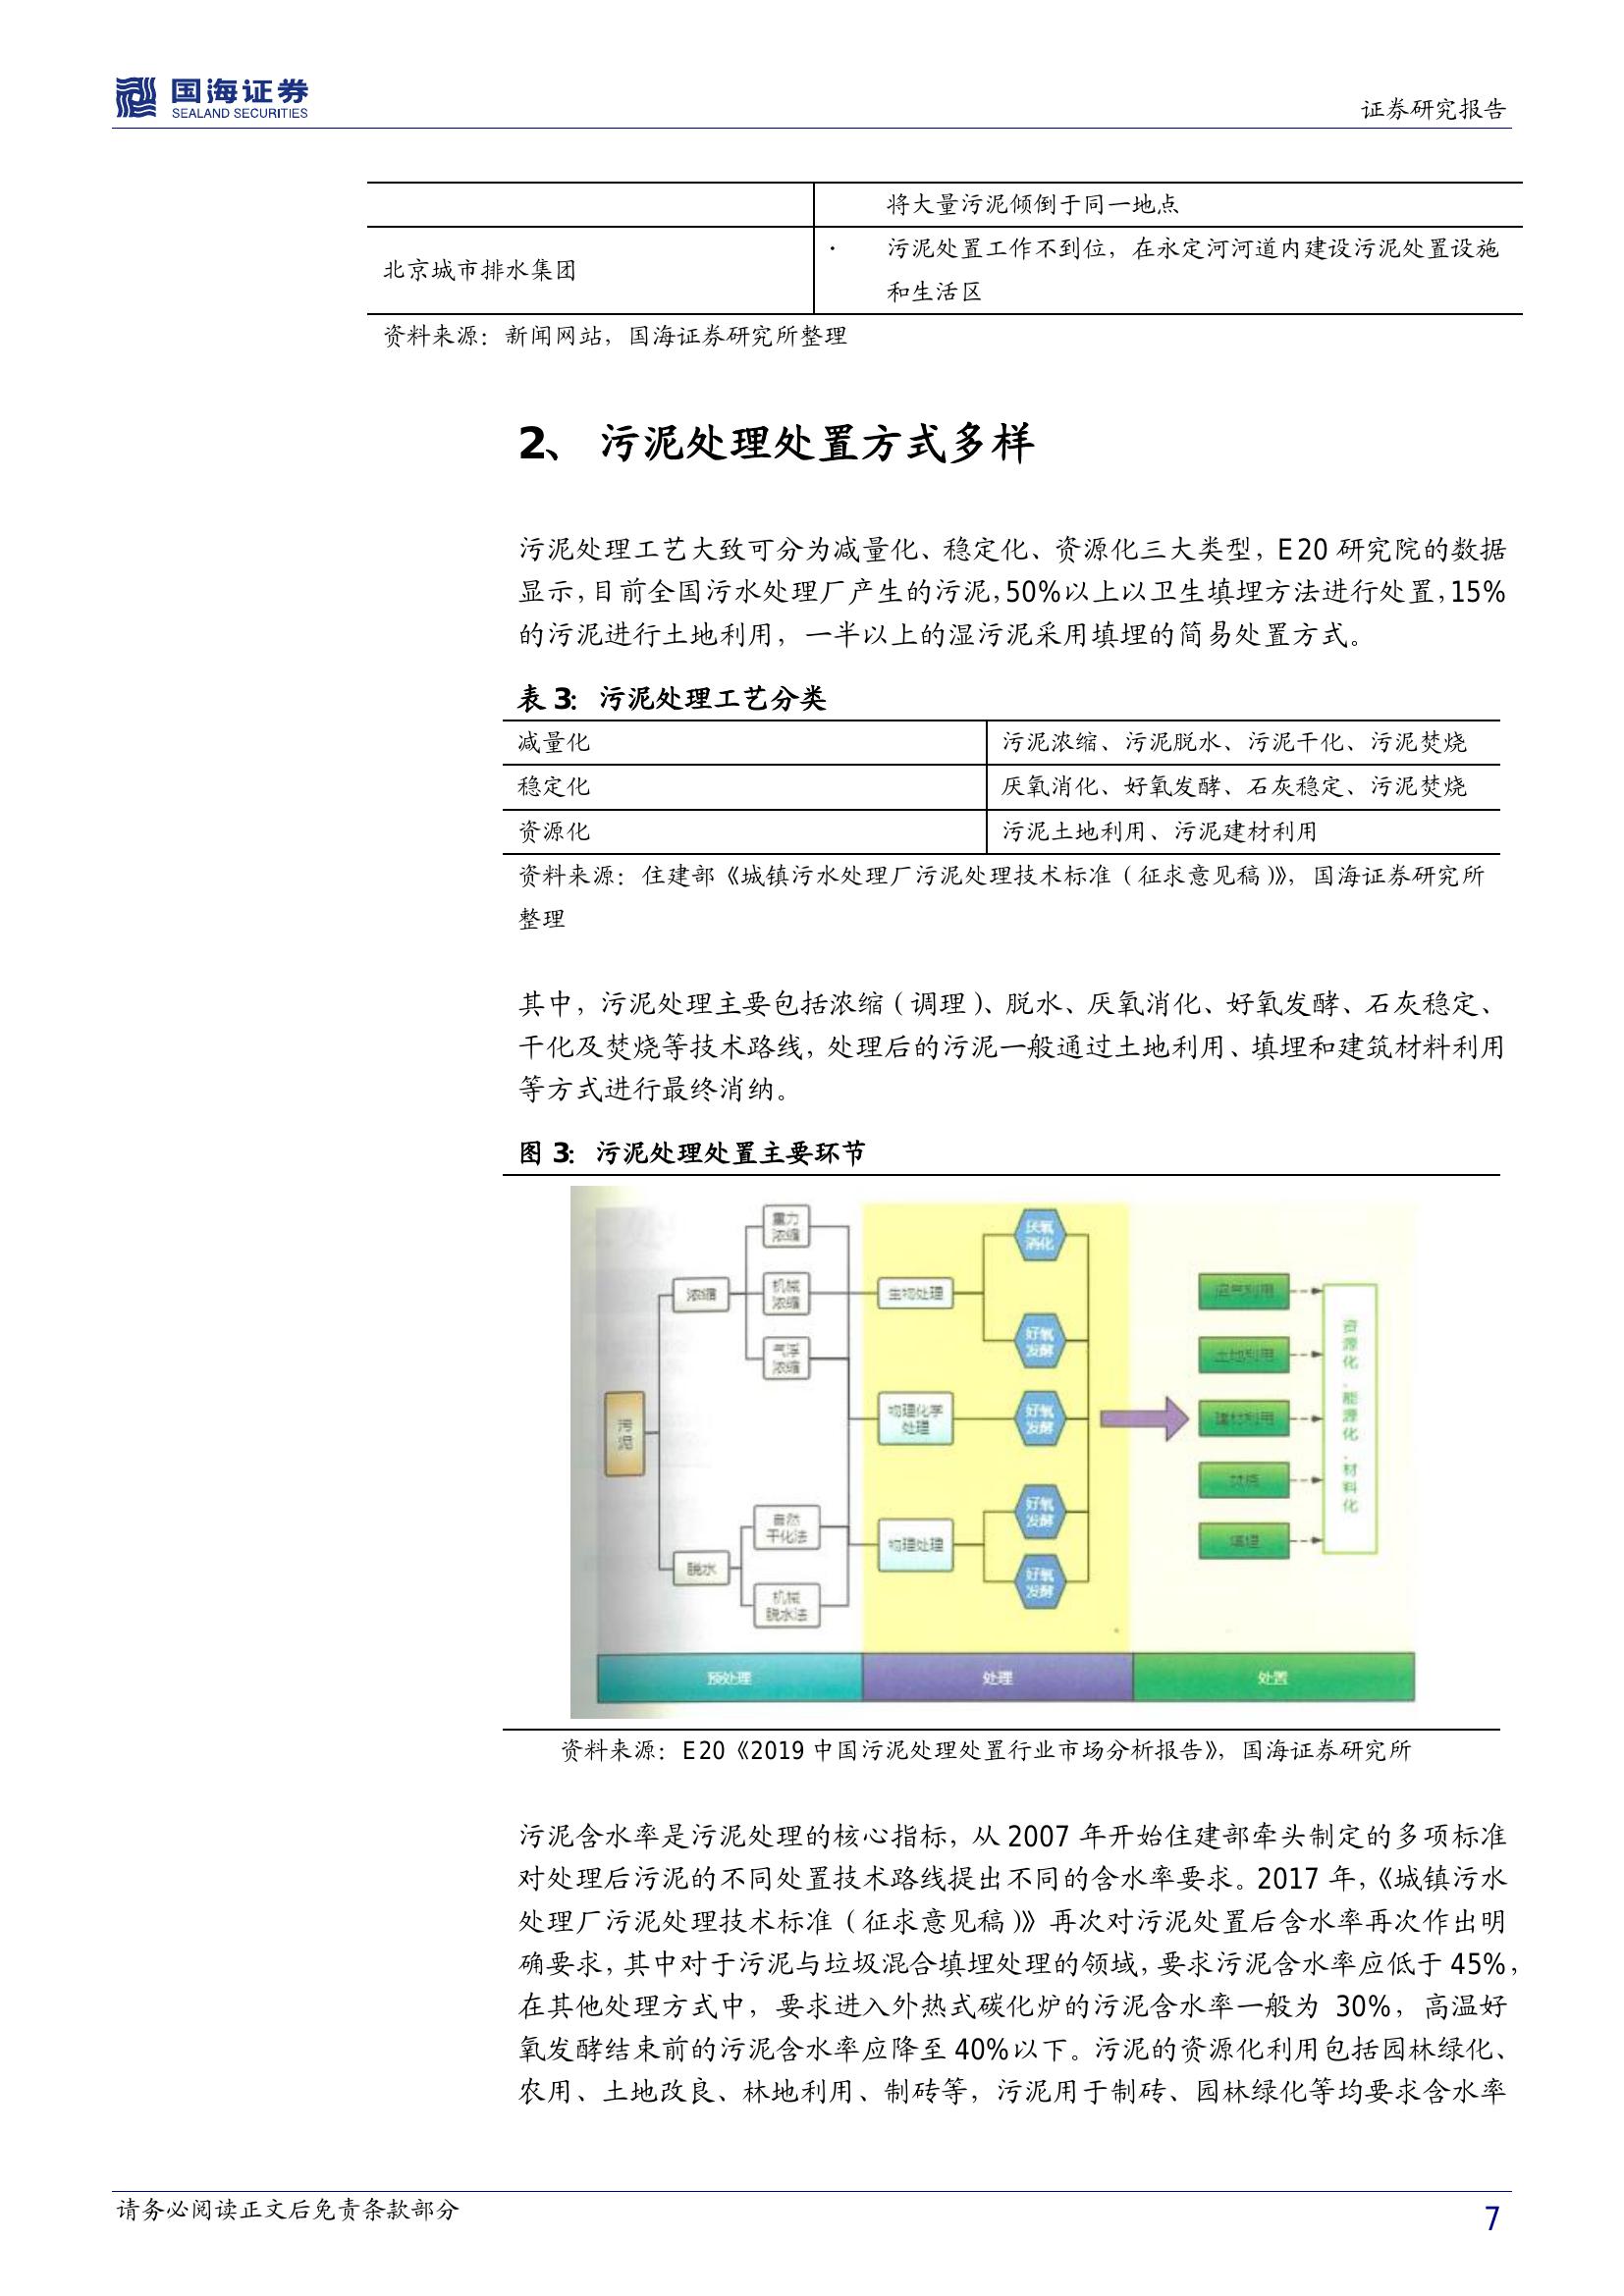 国海证券
SEALAND SECURITIES
证券研究报告
将大量污泥倾倒于同一地点
北京城市排水集团
· 污泥处置工作不到位，在永定河河道内建设污泥处置设施
和生活区
资料来源：新闻网站，国海证券研究所整理
2、 污泥处理处置方式多样
污泥处理工艺大致可分为减量化、稳定化、资源化三大类型，E20 研究院的数据
显示，目前全国污水处理厂产生的污泥，50%以上以卫生填埋方法进行处置，15%
的污泥进行土地利用，一半以上的湿污泥采用填埋的简易处置方式。
表 3：污泥处理工艺分类
减量化 污泥浓缩、污泥脱水、污泥干化、污泥焚烧
稳定化 厌氧消化、好氧发酵、石灰稳定、污泥焚烧
资源化 污泥土地利用、污泥建材利用
资料来源：住建部《城镇污水处理厂污泥处理技术标准（征求意见稿）》，国海证券研究所
整理
其中，污泥处理主要包括浓缩（调理）、脱水、厌氧消化、好氧发酵、石灰稳定、
干化及焚烧等技术路线，处理后的污泥一般通过土地利用、填埋和建筑材料利用
等方式进行最终消纳。
图 3：污泥处理处置主要环节
污泥
浓缩
重力
浓缩
机械
浓缩
气浮
浓缩
脱水
自然
干化法
机械
脱水法
生物处理
物理化学
处理
物理处理
厌氧
消化
好氧
发酵
好氧
发酵
好氧
发酵
好氧
发酵
沼气利用
土地利用
建材利用
焚烧
填埋
资源化、能源化、材料化
预处理
处理
处置
资料来源：E20《2019 中国污泥处理处置行业市场分析报告》，国海证券研究所
污泥含水率是污泥处理的核心指标，从 2007 年开始住建部牵头制定的多项标准
对处理后污泥的不同处置技术路线提出不同的含水率要求。2017 年，《城镇污水
处理厂污泥处理技术标准（征求意见稿）》再次对污泥处置后含水率再次作出明
确要求，其中对于污泥与垃圾混合填埋处理的领域，要求污泥含水率应低于 45%，
在其他处理方式中，要求进入外热式碳化炉的污泥含水率一般为 30%，高温好
氧发酵结束前的污泥含水率应降至 40%以下。污泥的资源化利用包括园林绿化、
农用、土地改良、林地利用、制砖等，污泥用于制砖、园林绿化等均要求含水率
请务必阅读正文后免责条款部分
7